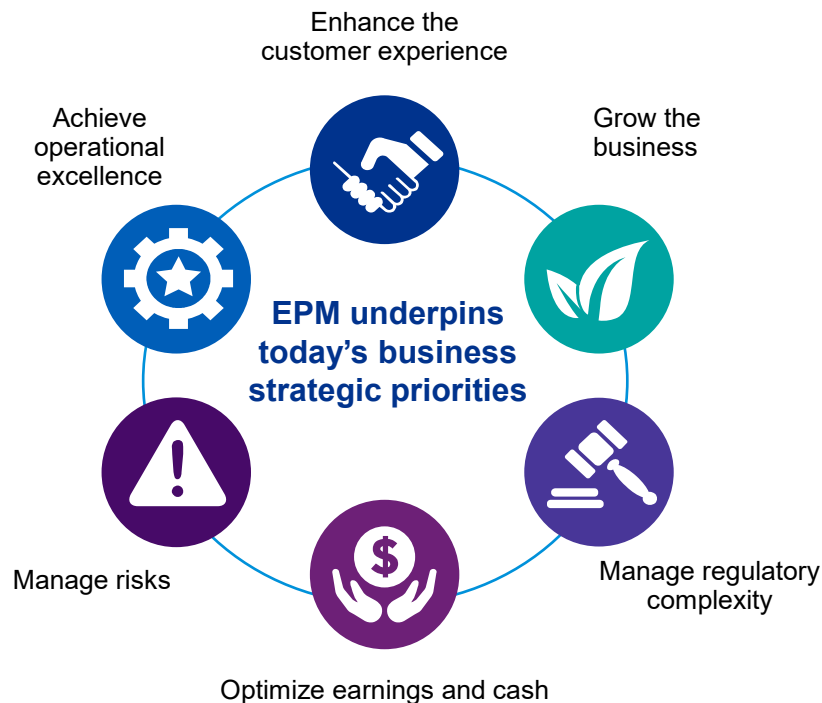 Enhance the
customer experience
Achieve
operational
excellence
Grow the
business
EPM underpins
today’s business
strategic priorities
Manage risks
Manage regulatory
complexity
Optimize earnings and cash
$